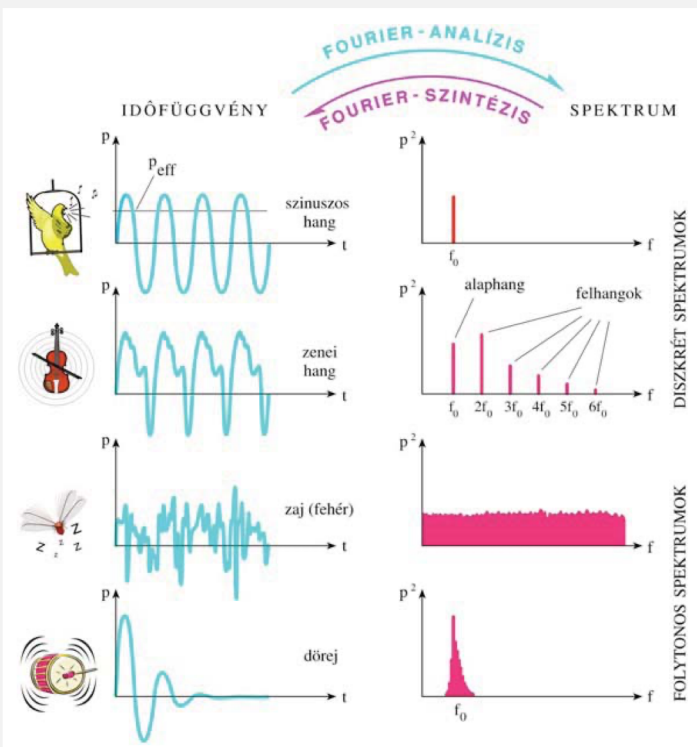 FOURIER-ANALÍZIS
FOURIER-SZINTÉZIS
IDŐFÜGGVÉNY
SPEKTRUM
p
p eff
szinuszos
hang
t
p²
f₀
f
p
zenei
hang
t
p²
alaphang
felhangok
f₀ 2f₀ 3f₀ 4f₀ 5f₀ 6f₀
f
DISZKRÉT SPEKTRUMOK
p
zaj (fehér)
t
z z z z z
p²
f
p
dörej
t
p²
f₀
f
FOLYTONOS SPEKTRUMOK